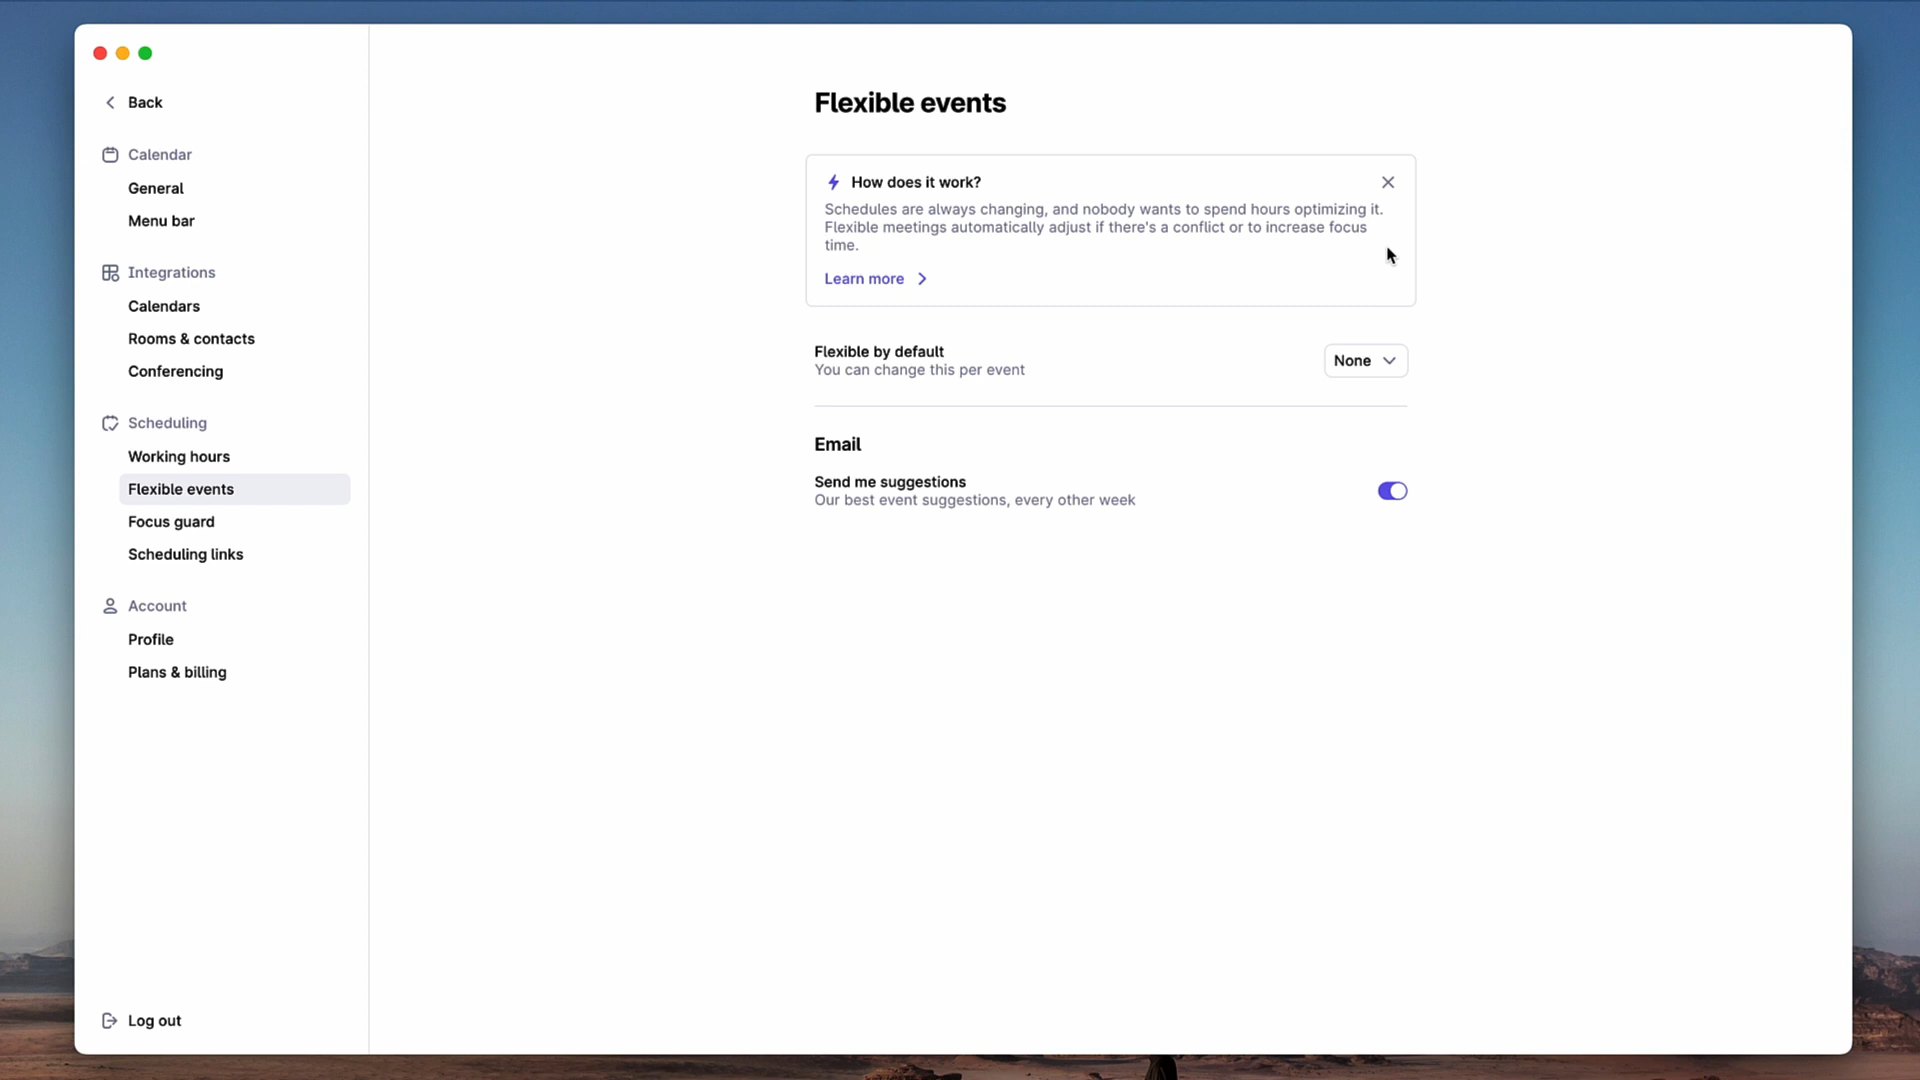 Back
Calendar
General
Menu bar
Integrations
Calendars
Rooms & contacts
Conferencing
Scheduling
Working hours
Flexible events
Focus guard
Scheduling links
Account
Profile
Plans & billing
Log out
Flexible events
How does it work?
Schedules are always changing, and nobody wants to spend hours optimizing it.
Flexible meetings automatically adjust if there's a conflict or to increase focus
time.
Learn more
Flexible by default
You can change this per event
None
Email
Send me suggestions
Our best event suggestions, every other week